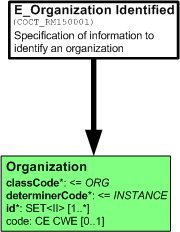 E_Organization Identified
(COCT_RM150001)
Specification of information to
identify an organization
Organization
classCode*: <= ORG
determinerCode*: <= INSTANCE
id*: SET<II> [1..*]
code: CE CWE [0..1]